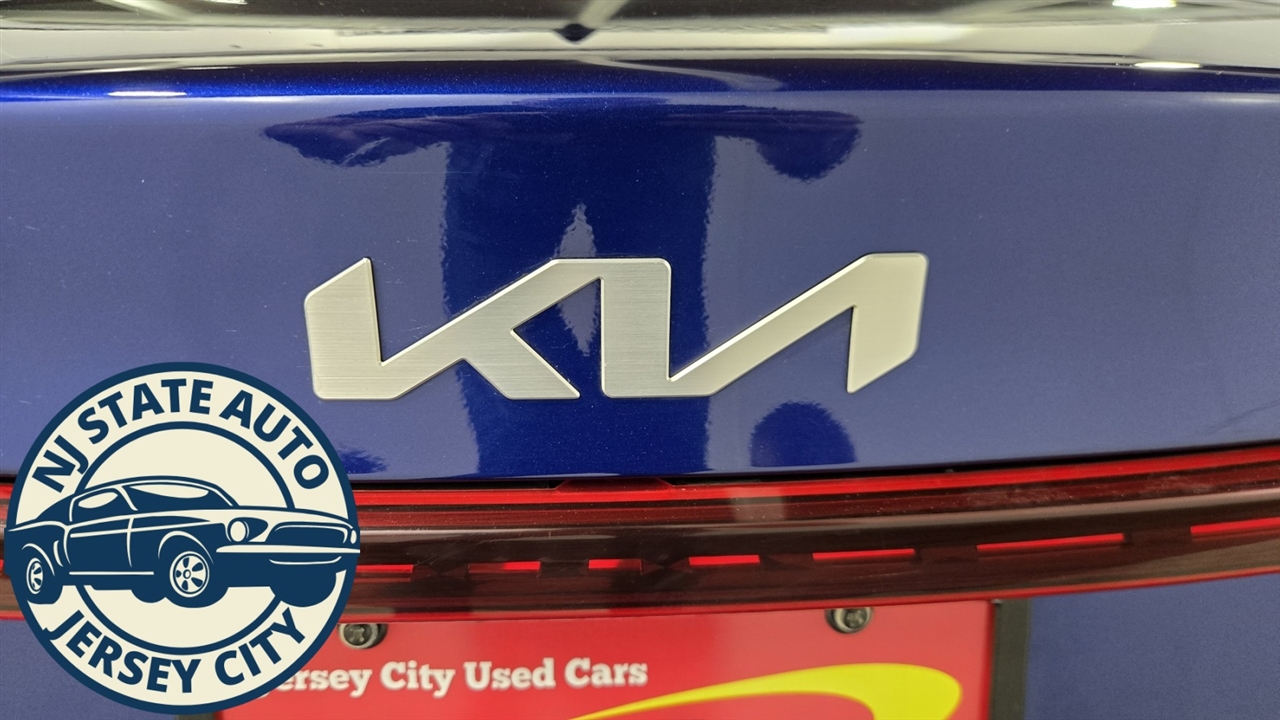 KIA
NJ STATE AUTO
JERSEY CITY
ersey City Used Cars